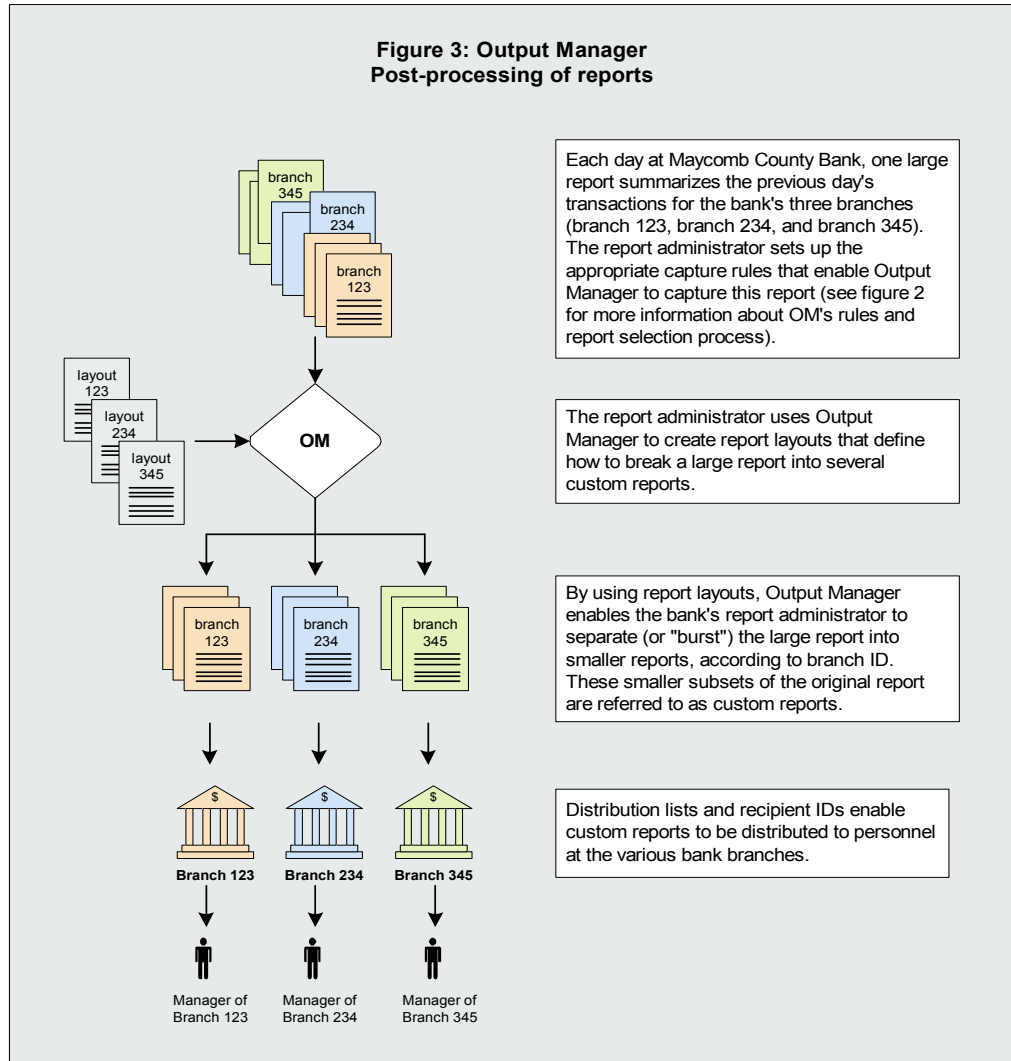 Figure 3: Output Manager
Post-processing of reports
branch
345
branch
234
branch
123
Each day at Maycomb County Bank, one large
report summarizes the previous day's
transactions for the bank's three branches
(branch 123, branch 234, and branch 345).
The report administrator sets up the
appropriate capture rules that enable Output
Manager to capture this report (see figure 2
for more information about OM's rules and
report selection process).
layout
123
layout
234
layout
345
OM
The report administrator uses Output
Manager to create report layouts that define
how to break a large report into several
custom reports.
branch
123
branch
234
branch
345
By using report layouts, Output Manager
enables the bank's report administrator to
separate (or "burst") the large report into
smaller reports, according to branch ID.
These smaller subsets of the original report
are referred to as custom reports.
$
$
$
Branch 123
Branch 234
Branch 345
Distribution lists and recipient IDs enable
custom reports to be distributed to personnel
at the various bank branches.
Manager of
Branch 123
Manager of
Branch 234
Manager of
Branch 345